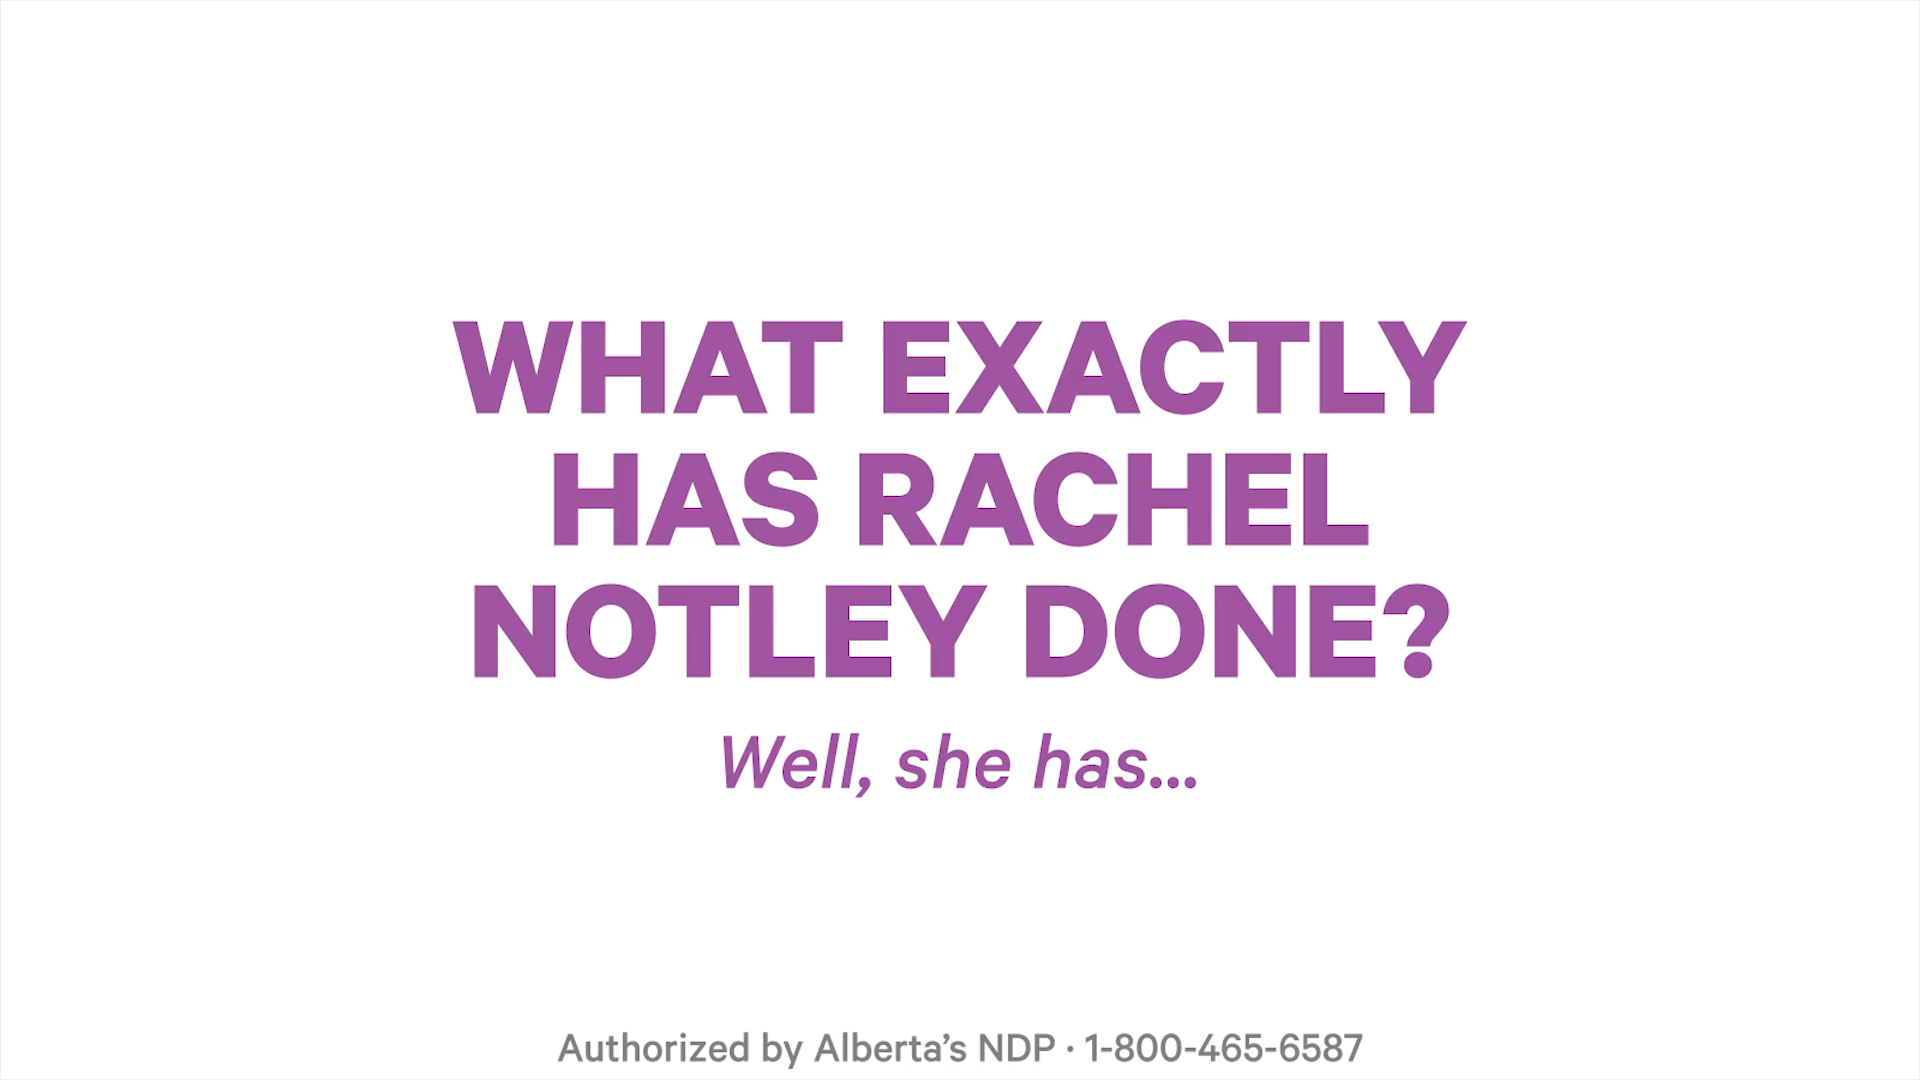 WHAT EXACTLY
HAS RACHEL
NOTLEY DONE?
Well, she has...
Authorized by Alberta’s NDP · 1-800-465-6587